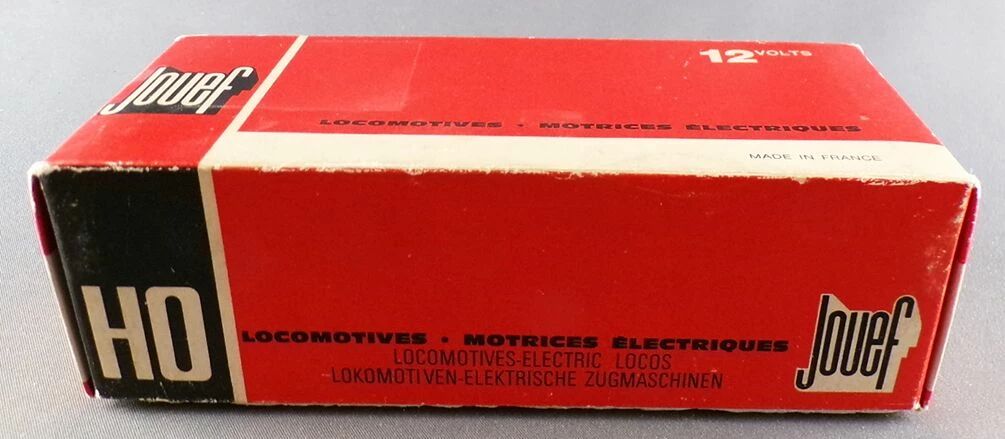 Jouef
12 VOLTS
LOCOMOTIVES • MOTRICES ÉLECTRIQUES
MADE IN FRANCE
HO
LOCOMOTIVES • MOTRICES ÉLECTRIQUES
LOCOMOTIVES-ELECTRIC LOCOS
LOKOMOTIVEN-ELEKTRISCHE ZUGMASCHINEN
Jouef